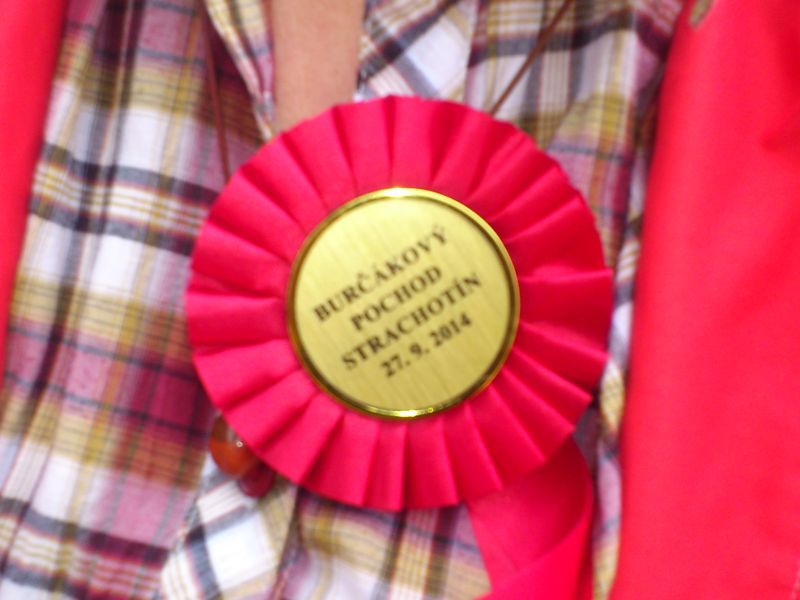 BURČÁKOVÝ
POCHOD
STRACHOTÍN
27. 9. 2014